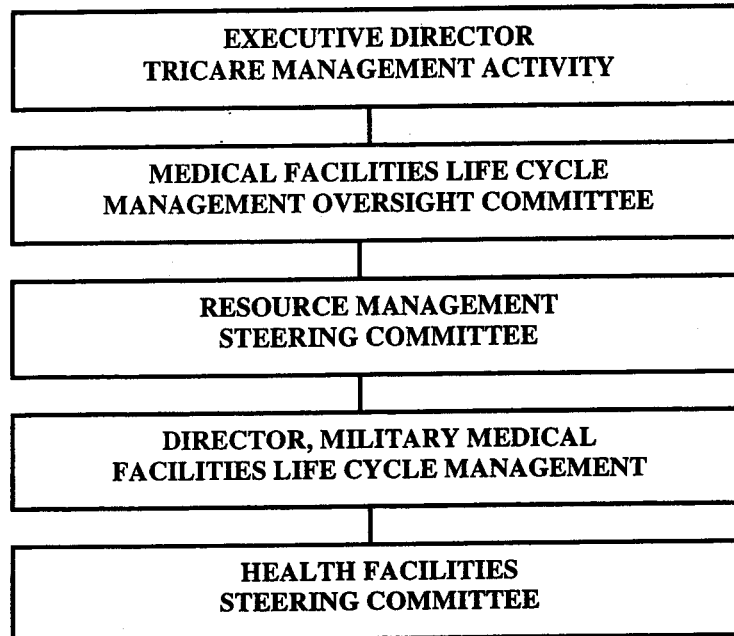 EXECUTIVE DIRECTOR
TRICARE MANAGEMENT ACTIVITY
MEDICAL FACILITIES LIFE CYCLE
MANAGEMENT OVERSIGHT COMMITTEE
RESOURCE MANAGEMENT
STEERING COMMITTEE
DIRECTOR, MILITARY MEDICAL
FACILITIES LIFE CYCLE MANAGEMENT
HEALTH FACILITIES
STEERING COMMITTEE